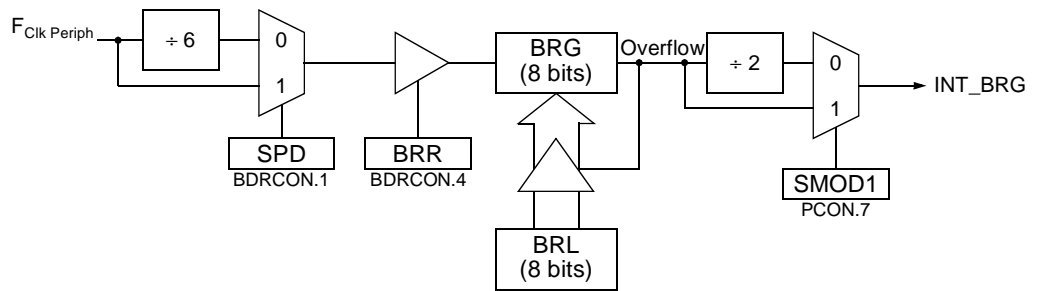 F Clk Periph
÷ 6
0
1
SPD
BDRCON.1
BRR
BDRCON.4
BRG
(8 bits)
Overflow
BRL
(8 bits)
÷ 2
0
1
SMOD1
PCON.7
INT_BRG